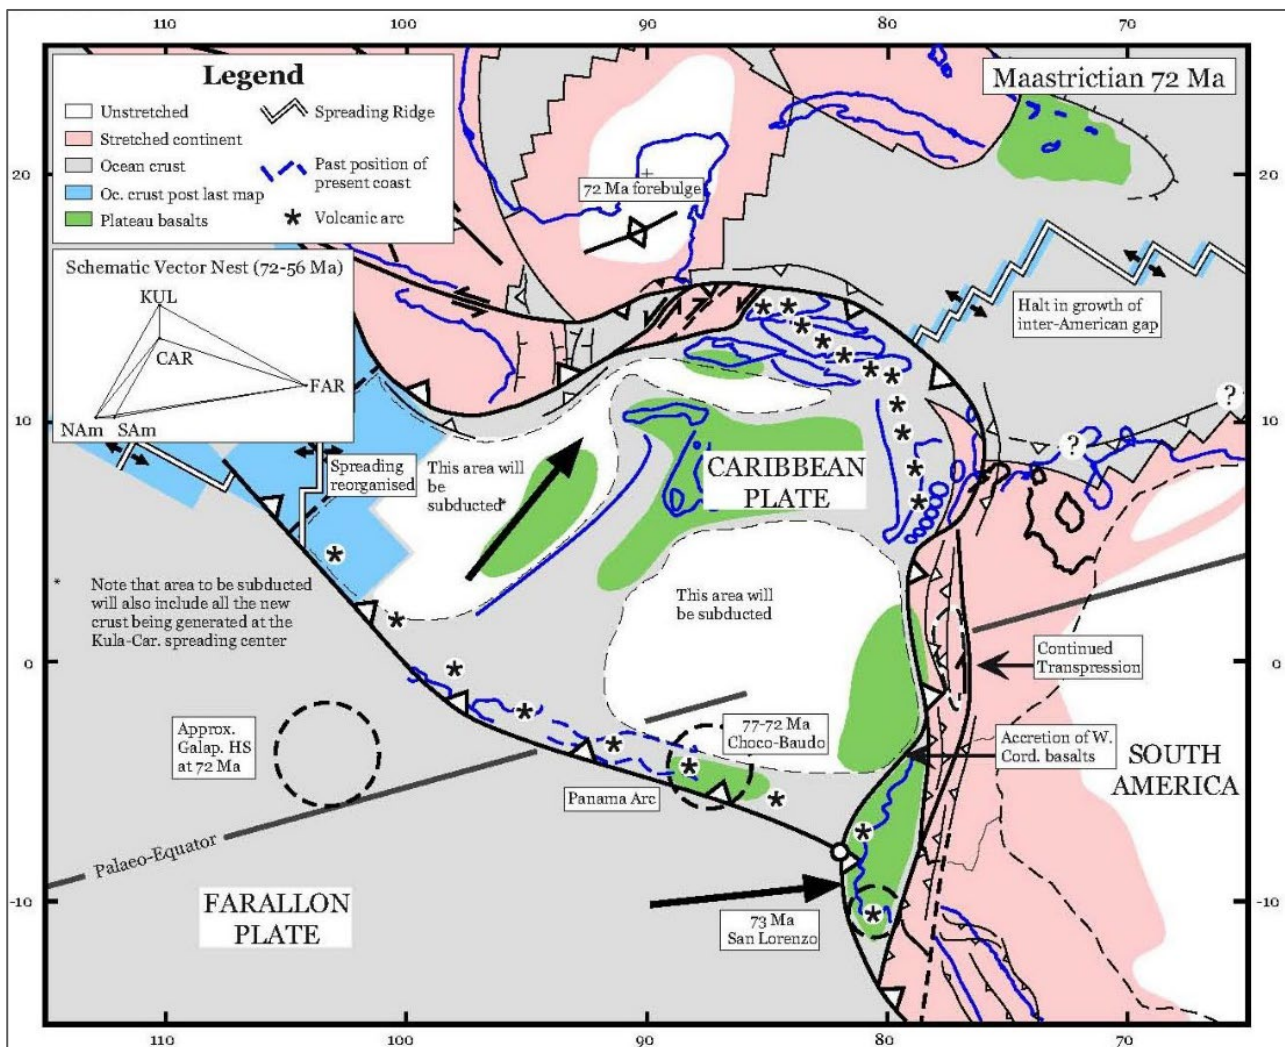 110
100
90
80
70
Legend
Unstretched
Spreading Ridge
Stretched continent
Ocean crust
Past position of
present coast
Oc. crust post last map
Plateau basalts
Volcanic arc
Maastrictian 72 Ma
20
20
72 Ma forebulge
Schematic Vector Nest (72-56 Ma)
KUL
CAR
FAR
NAm
SAm
Halt in growth of
inter-American gap
10
10
?
?
Spreading
reorganised
This area will
be
subducted*
CARIBBEAN
PLATE
* Note that area to be subducted
will also include all the new
crust being generated at the
Kula-Car. spreading center
This area will
be subducted
Continued
Transpression
0
0
Approx.
Galap. HS
at 72 Ma
77-72 Ma
Choco-Baudo
Accretion of W.
Cord. basalts
SOUTH
AMERICA
Panama Arc
Palaeo-Equator
-10
-10
FARALLON
PLATE
73 Ma
San Lorenzo
110
100
90
80
70